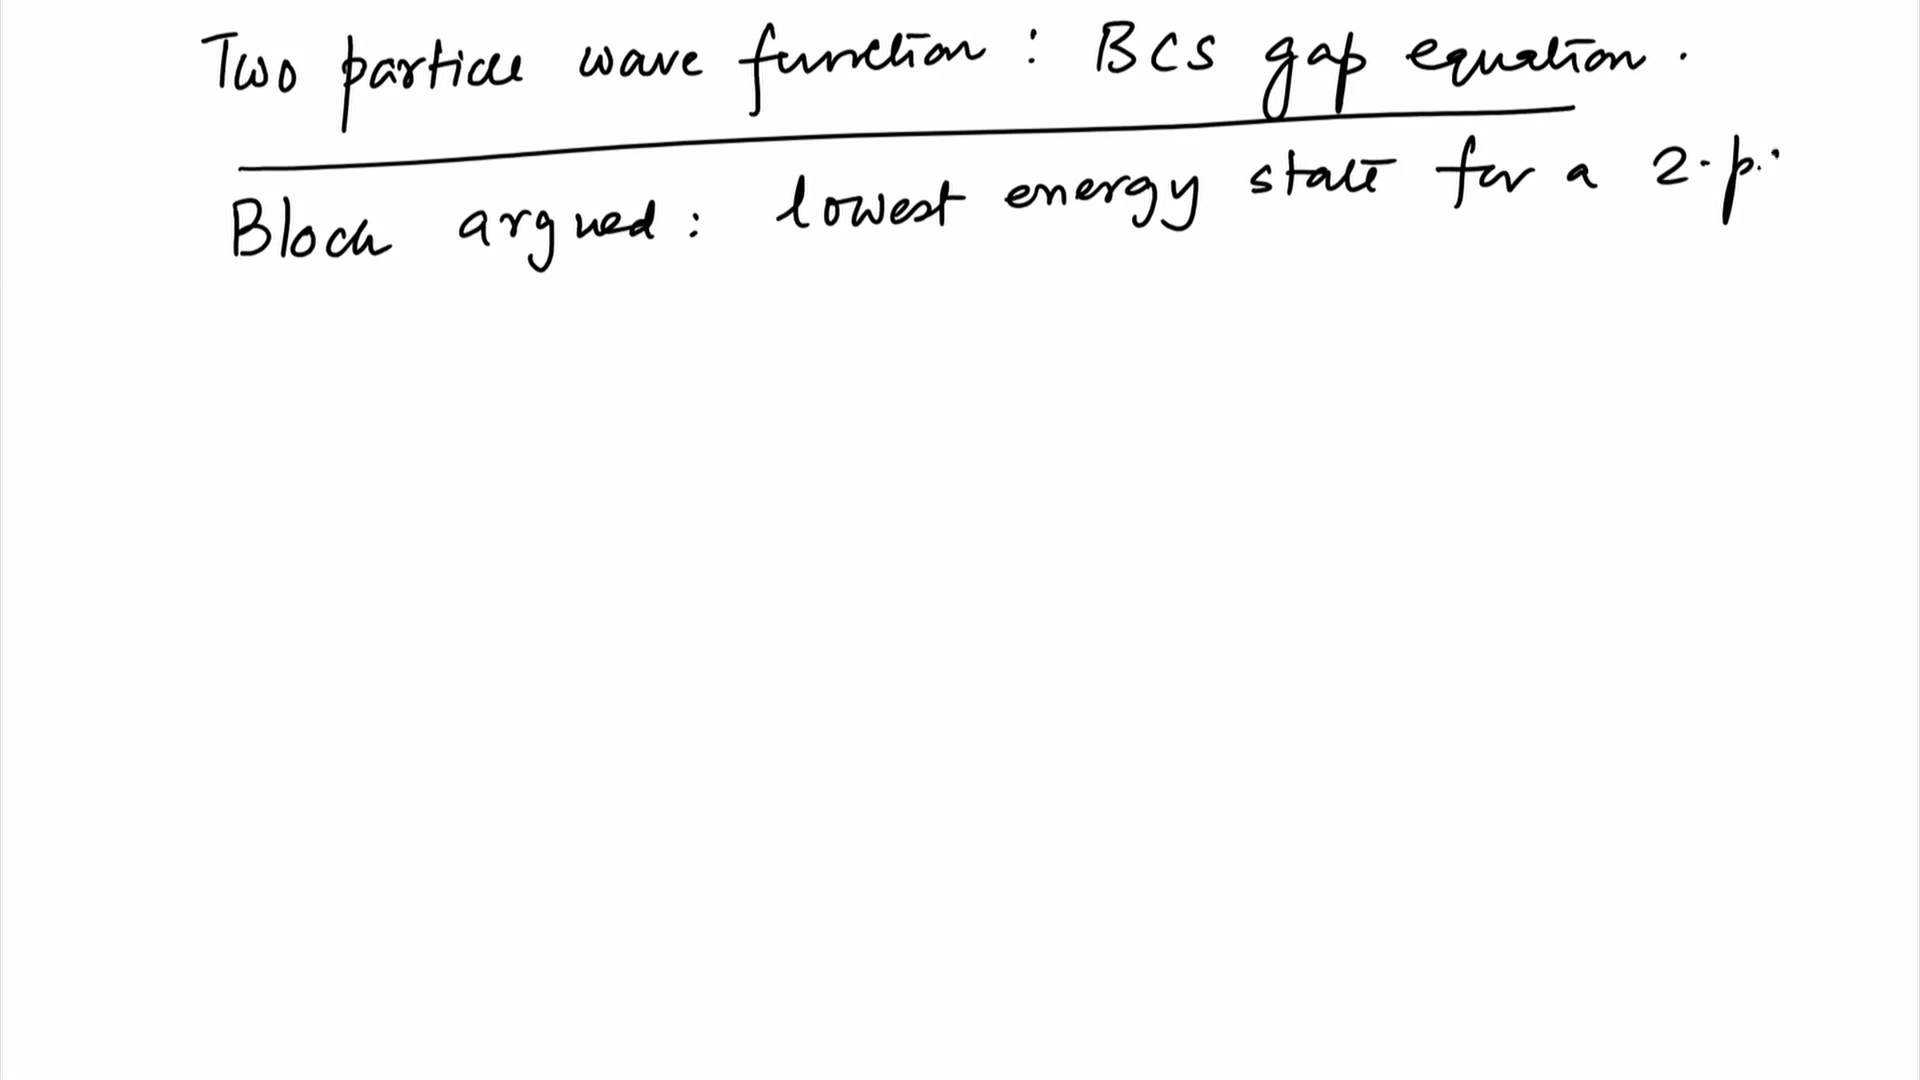 Two particle wave function : BCS gap equation .
Bloch argued : lowest energy state for a 2-p.